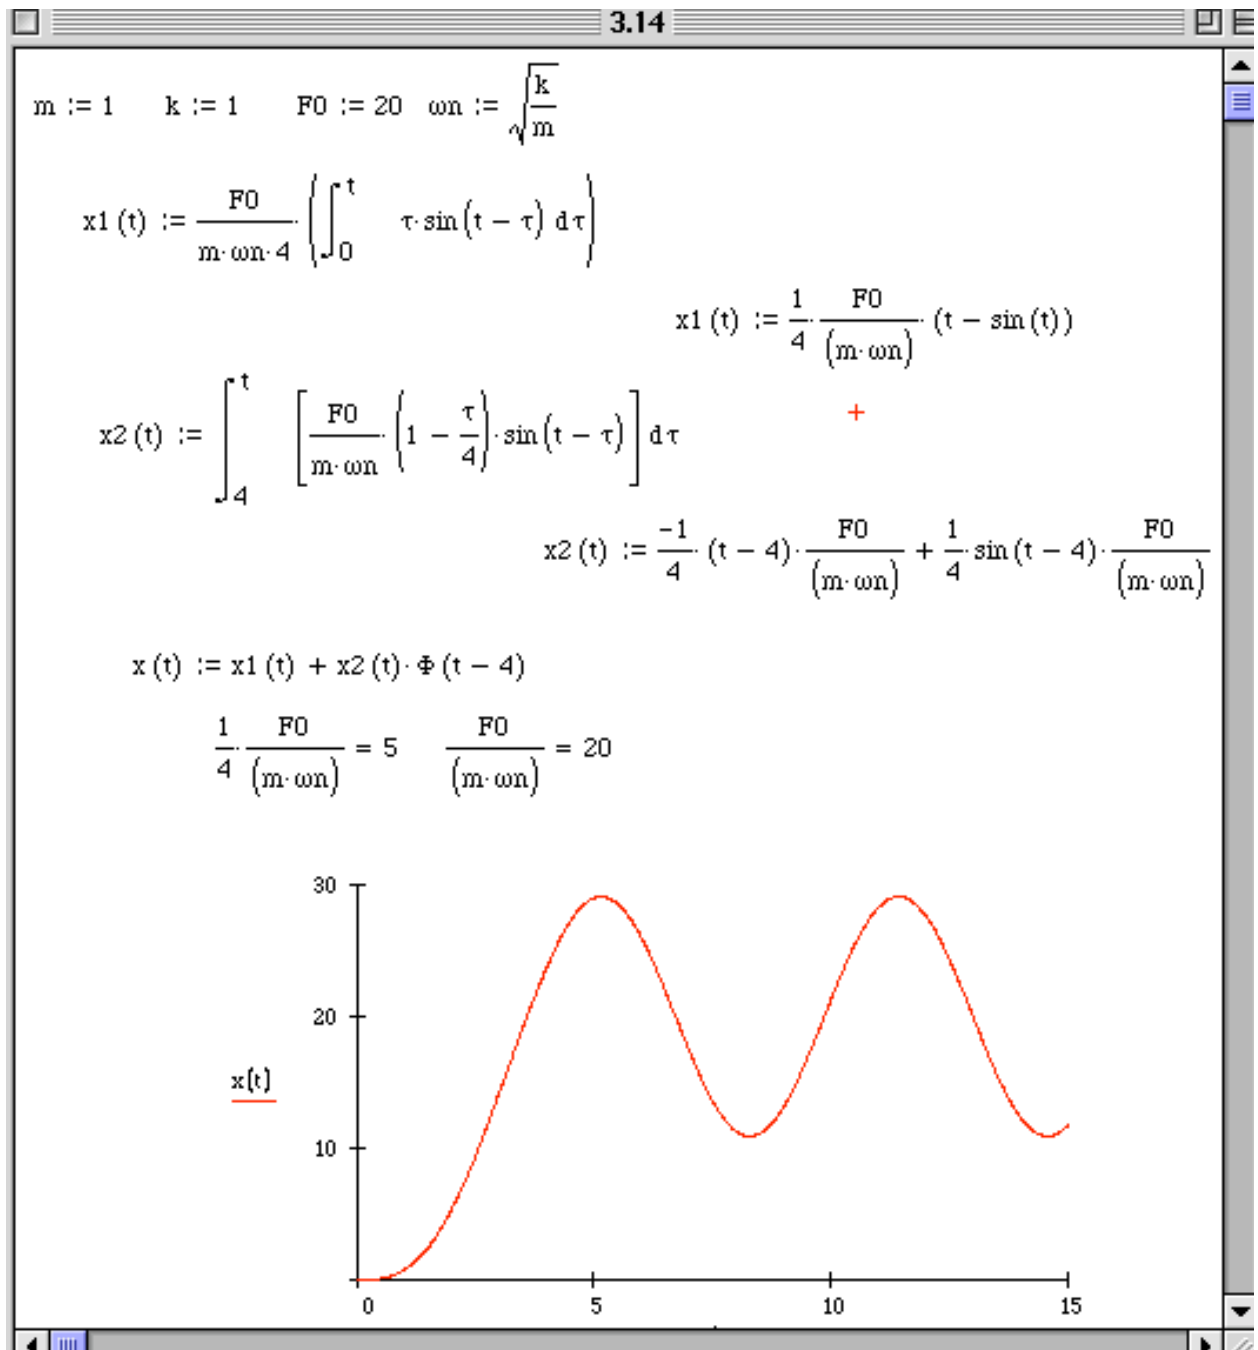 3.14
m := 1 k := 1 F0 := 20 ωn := √(k/m)
x1 (t) := F0/(m·ωn·4) · (∫_0^t τ·sin(t − τ) dτ)
x1 (t) := 1/4 · F0/(m·ωn) · (t − sin(t))
+
x2 (t) := ∫_4^t [F0/(m·ωn) · (1 − τ/4)·sin(t − τ)] dτ
x2 (t) := −1/4 · (t − 4) · F0/(m·ωn) + 1/4 · sin(t − 4) · F0/(m·ωn)
x (t) := x1 (t) + x2 (t)·Φ (t − 4)
1/4 · F0/(m·ωn) = 5 F0/(m·ωn) = 20
30
20
x(t)
10
0 5 10 15